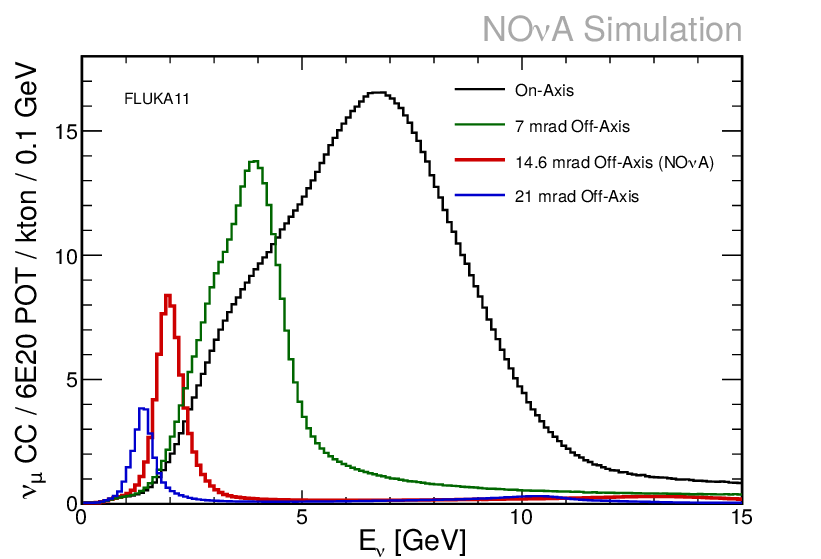 NOνA Simulation
FLUKA11
On-Axis
7 mrad Off-Axis
14.6 mrad Off-Axis (NOνA)
21 mrad Off-Axis
νμ CC / 6E20 POT / kton / 0.1 GeV
15
10
5
0
0 5 10 15
Eν [GeV]